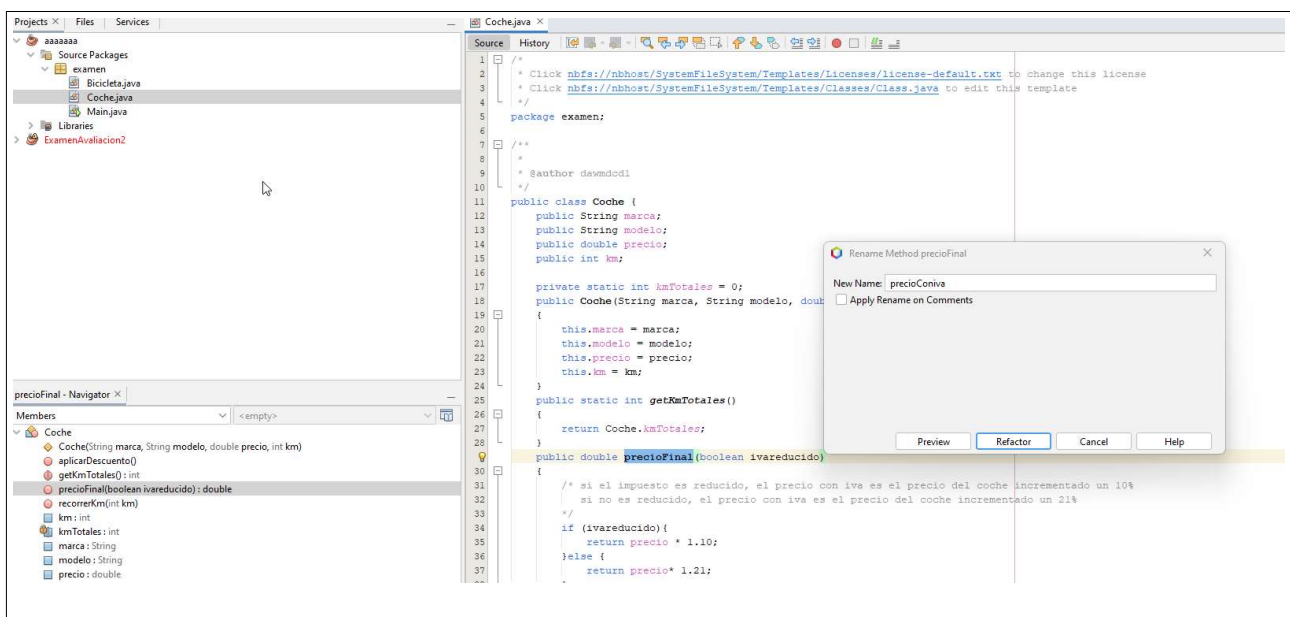 Projects
Files
Services
aaaaaa
Source Packages
examen
Bicicleta.java
Coche.java
Main.java
Libraries
ExamenAvaliacion2
precioFinal - Navigator
Members
<empty>
Coche
Coche(String marca, String modelo, double precio, int km)
aplicarDescuento()
getKmTotales() : int
precioFinal(boolean ivareducido) : double
recorrerKm(int km)
km : int
kmTotales : int
marca : String
modelo : String
precio : double
Coche.java
Source History
1 /*
2 * Click nbfs://nbhost/SystemFileSystem/Templates/Licenses/license-default.txt to change this license
3 * Click nbfs://nbhost/SystemFileSystem/Templates/Classes/Class.java to edit this template
4 */
5 package examen;
6
7 /**
8 *
9 * @author dawmdcd1
10 */
11 public class Coche {
12 public String marca;
13 public String modelo;
14 public double precio;
15 public int km;
16
17 private static int kmTotales = 0;
18 public Coche(String marca, String modelo, doub
19 {
20 this.marca = marca;
21 this.modelo = modelo;
22 this.precio = precio;
23 this.km = km;
24 }
25 public static int getKmTotales()
26 {
27 return Coche.kmTotales;
28 }
public double precioFinal(boolean ivareducido)
30 {
31 /* si el impuesto es reducido, el precio con iva es el precio del coche incrementado un 10%
32 si no es reducido, el precio con iva es el precio del coche incrementado un 21%
33 */
34 if (ivareducido){
35 return precio * 1.10;
36 }else {
37 return precio* 1.21;
Rename Method precioFinal
New Name: precioConiva
Apply Rename on Comments
Preview Refactor Cancel Help